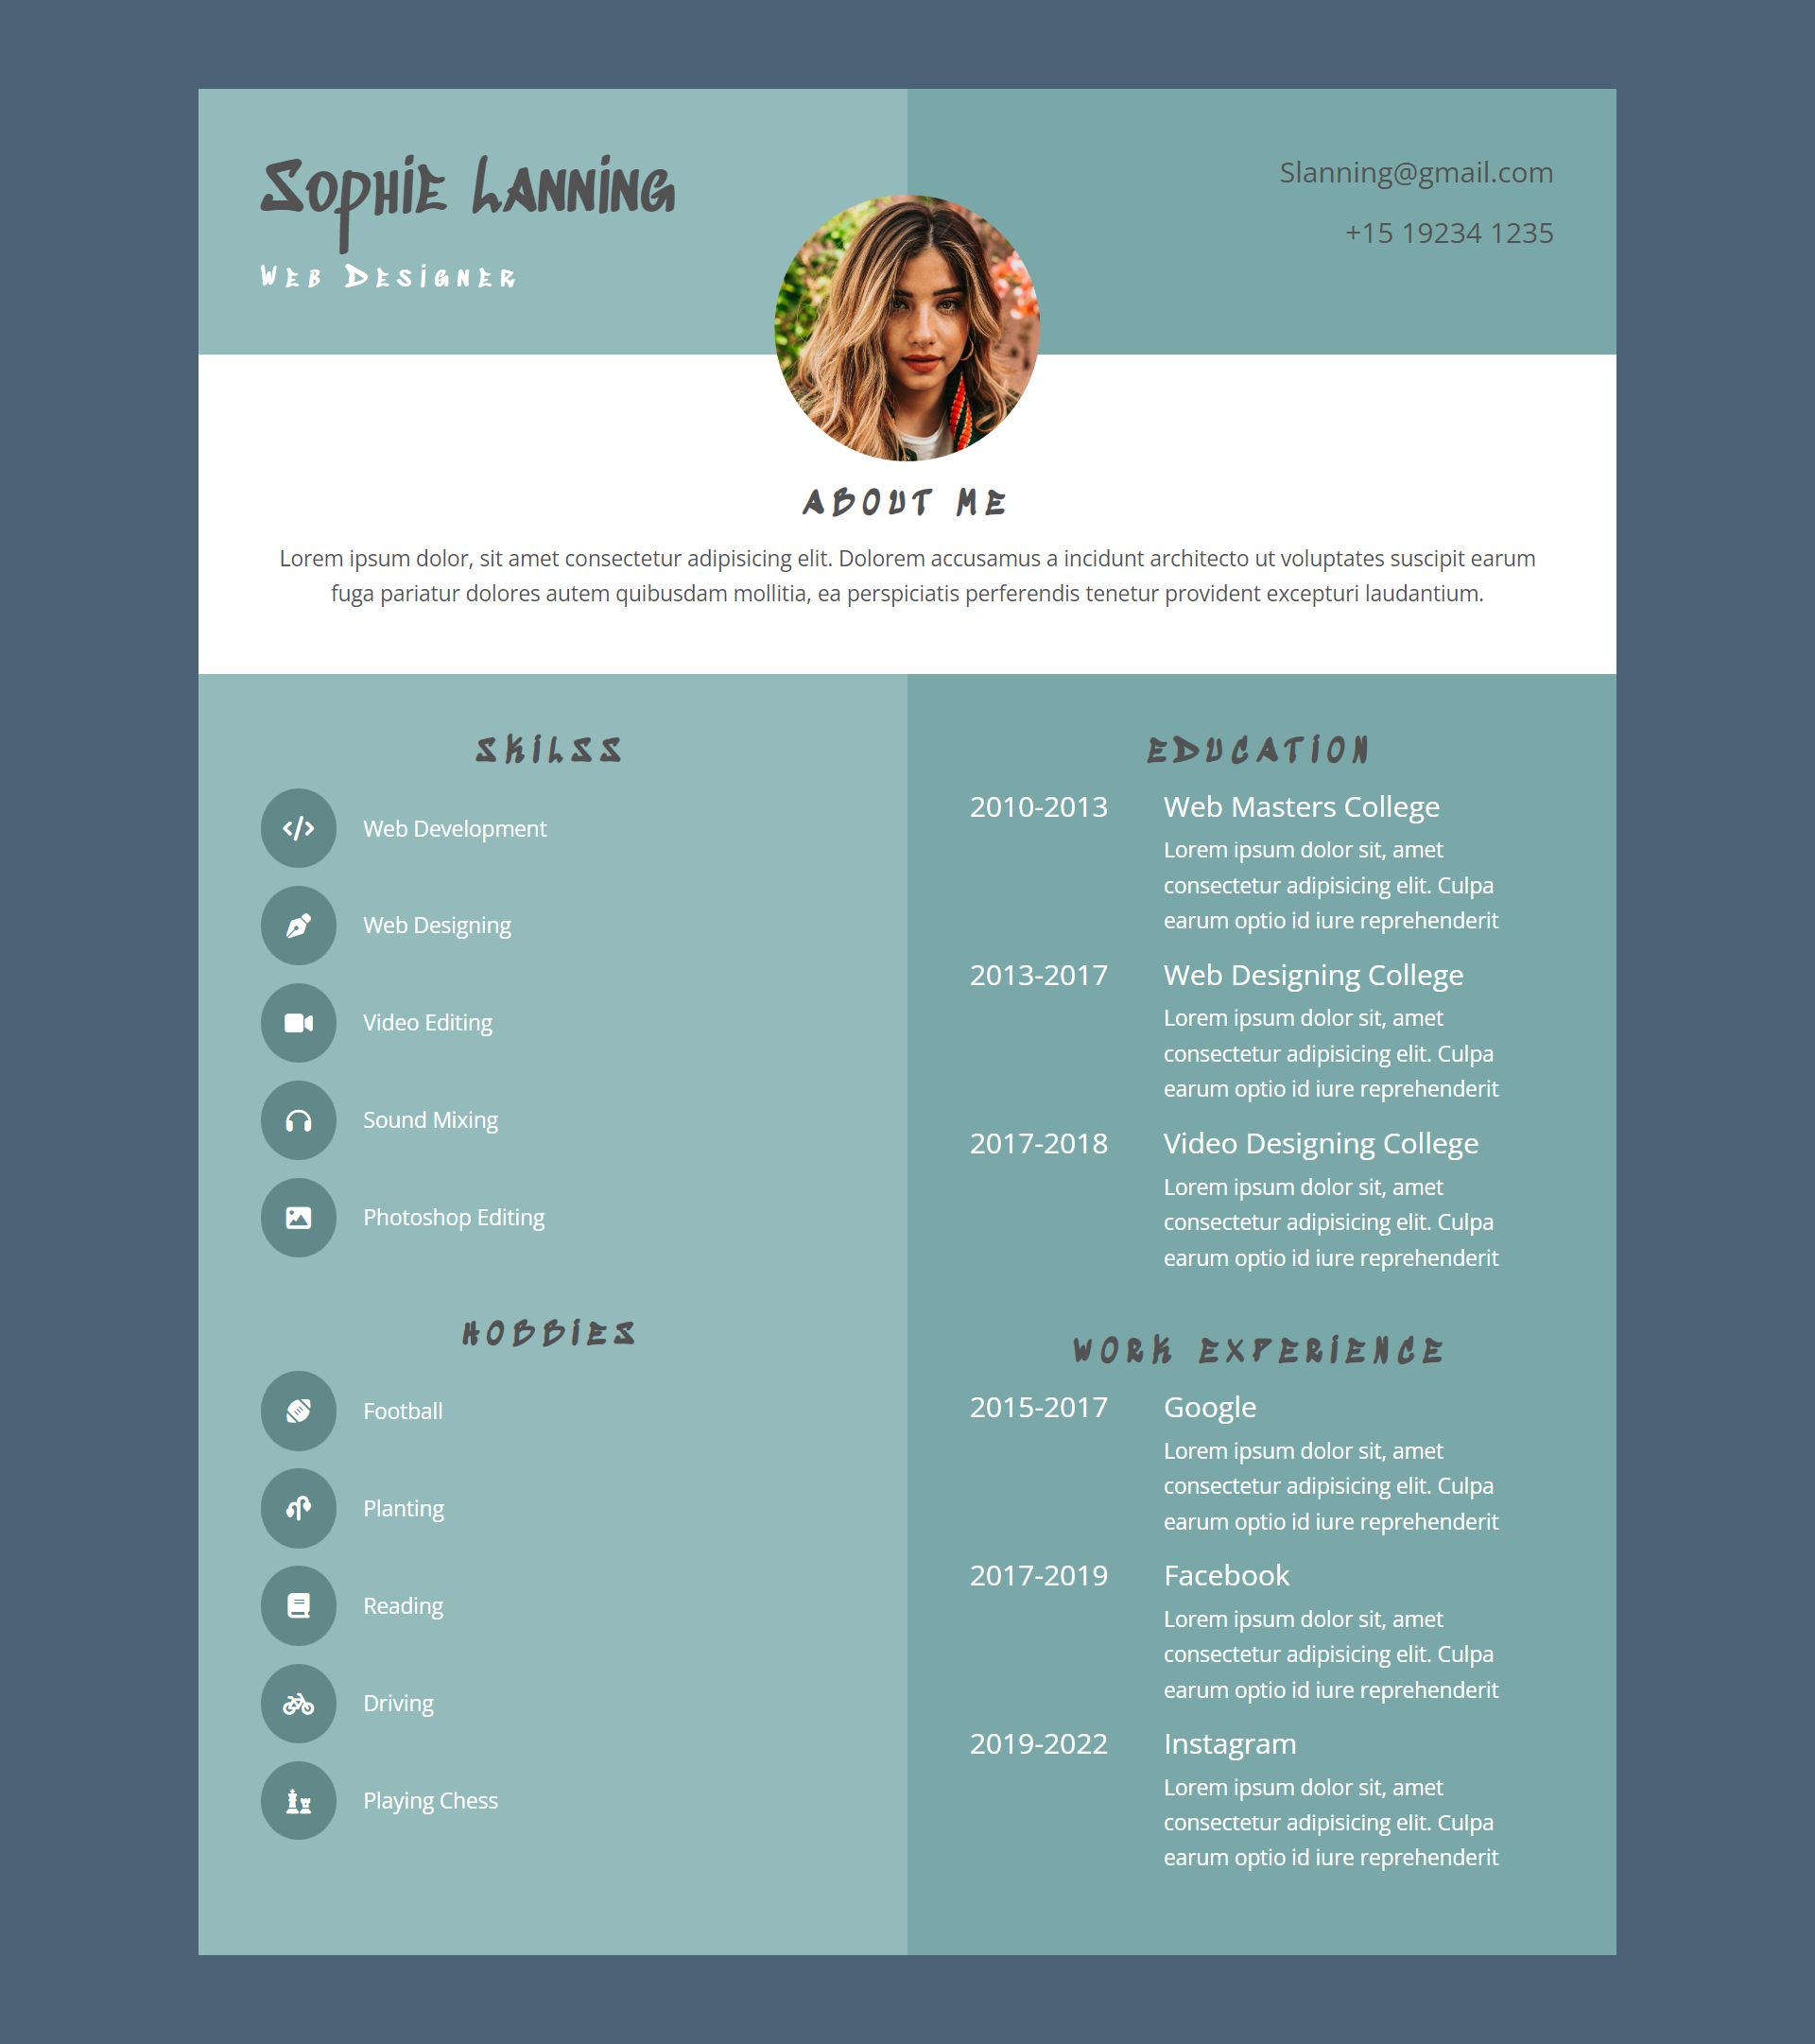 Sophie Lanning
Web Designer
Slanning@gmail.com
+15 19234 1235
ABOUT ME
Lorem ipsum dolor, sit amet consectetur adipisicing elit. Dolorem accusamus a incidunt architecto ut voluptates suscipit earum
fuga pariatur dolores autem quibusdam mollitia, ea perspiciatis perferendis tenetur provident excepturi laudantium.
SKILSS
Web Development
Web Designing
Video Editing
Sound Mixing
Photoshop Editing
HOBBIES
Football
Planting
Reading
Driving
Playing Chess
EDUCATION
2010-2013 Web Masters College
Lorem ipsum dolor sit, amet
consectetur adipisicing elit. Culpa
earum optio id iure reprehenderit
2013-2017 Web Designing College
Lorem ipsum dolor sit, amet
consectetur adipisicing elit. Culpa
earum optio id iure reprehenderit
2017-2018 Video Designing College
Lorem ipsum dolor sit, amet
consectetur adipisicing elit. Culpa
earum optio id iure reprehenderit
WORK EXPERIENCE
2015-2017 Google
Lorem ipsum dolor sit, amet
consectetur adipisicing elit. Culpa
earum optio id iure reprehenderit
2017-2019 Facebook
Lorem ipsum dolor sit, amet
consectetur adipisicing elit. Culpa
earum optio id iure reprehenderit
2019-2022 Instagram
Lorem ipsum dolor sit, amet
consectetur adipisicing elit. Culpa
earum optio id iure reprehenderit